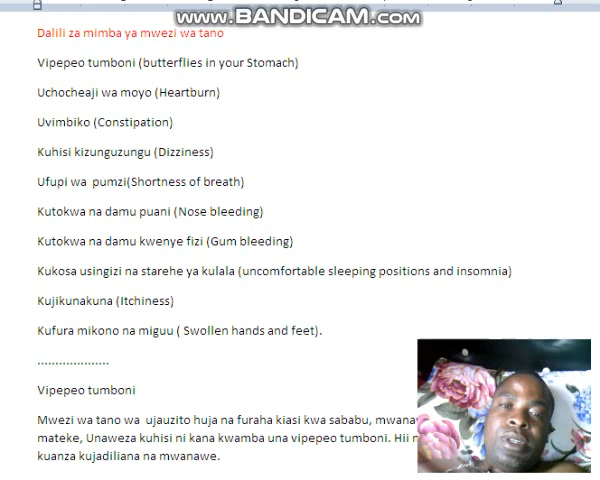 www.BANDICAM.com
Dalili za mimba ya mwezi wa tano
Vipepeo tumboni (butterflies in your Stomach)
Uchocheaji wa moyo (Heartburn)
Uvimbiko (Constipation)
Kuhisi kizunguzungu (Dizziness)
Ufupi wa pumzi(Shortness of breath)
Kutokwa na damu puani (Nose bleeding)
Kutokwa na damu kwenye fizi (Gum bleeding)
Kukosa usingizi na starehe ya kulala (uncomfortable sleeping positions and insomnia)
Kujikunakuna (Itchiness)
Kufura mikono na miguu ( Swollen hands and feet).
....................
Vipepeo tumboni
Mwezi wa tano wa ujauzito huja na furaha kiasi kwa sababu,
mateke, Unaweza kuhisi ni kana kwamba una vipepeo tumboni. Hii
kuanza kujadiliana na mwanawe.